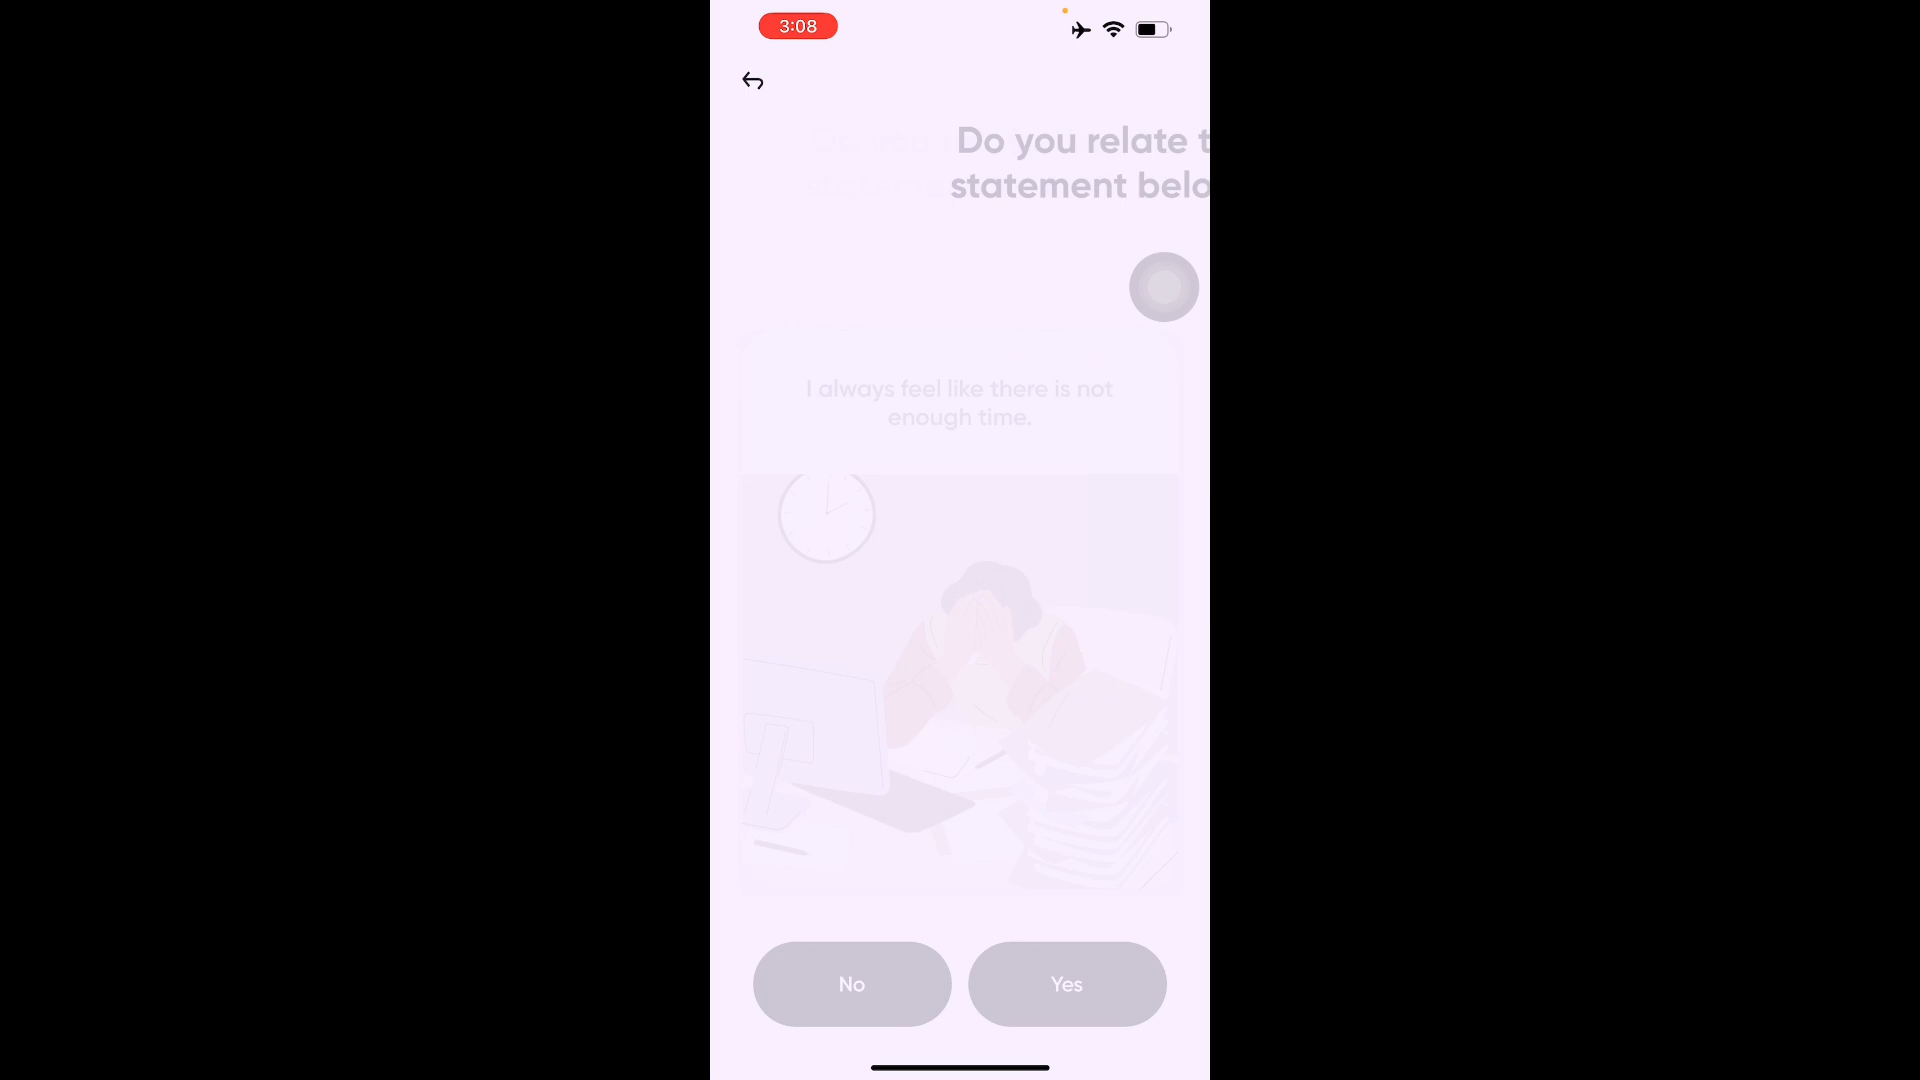 3:08
Do you relate t
statement belo
I always feel like there is not
enough time.
No
Yes